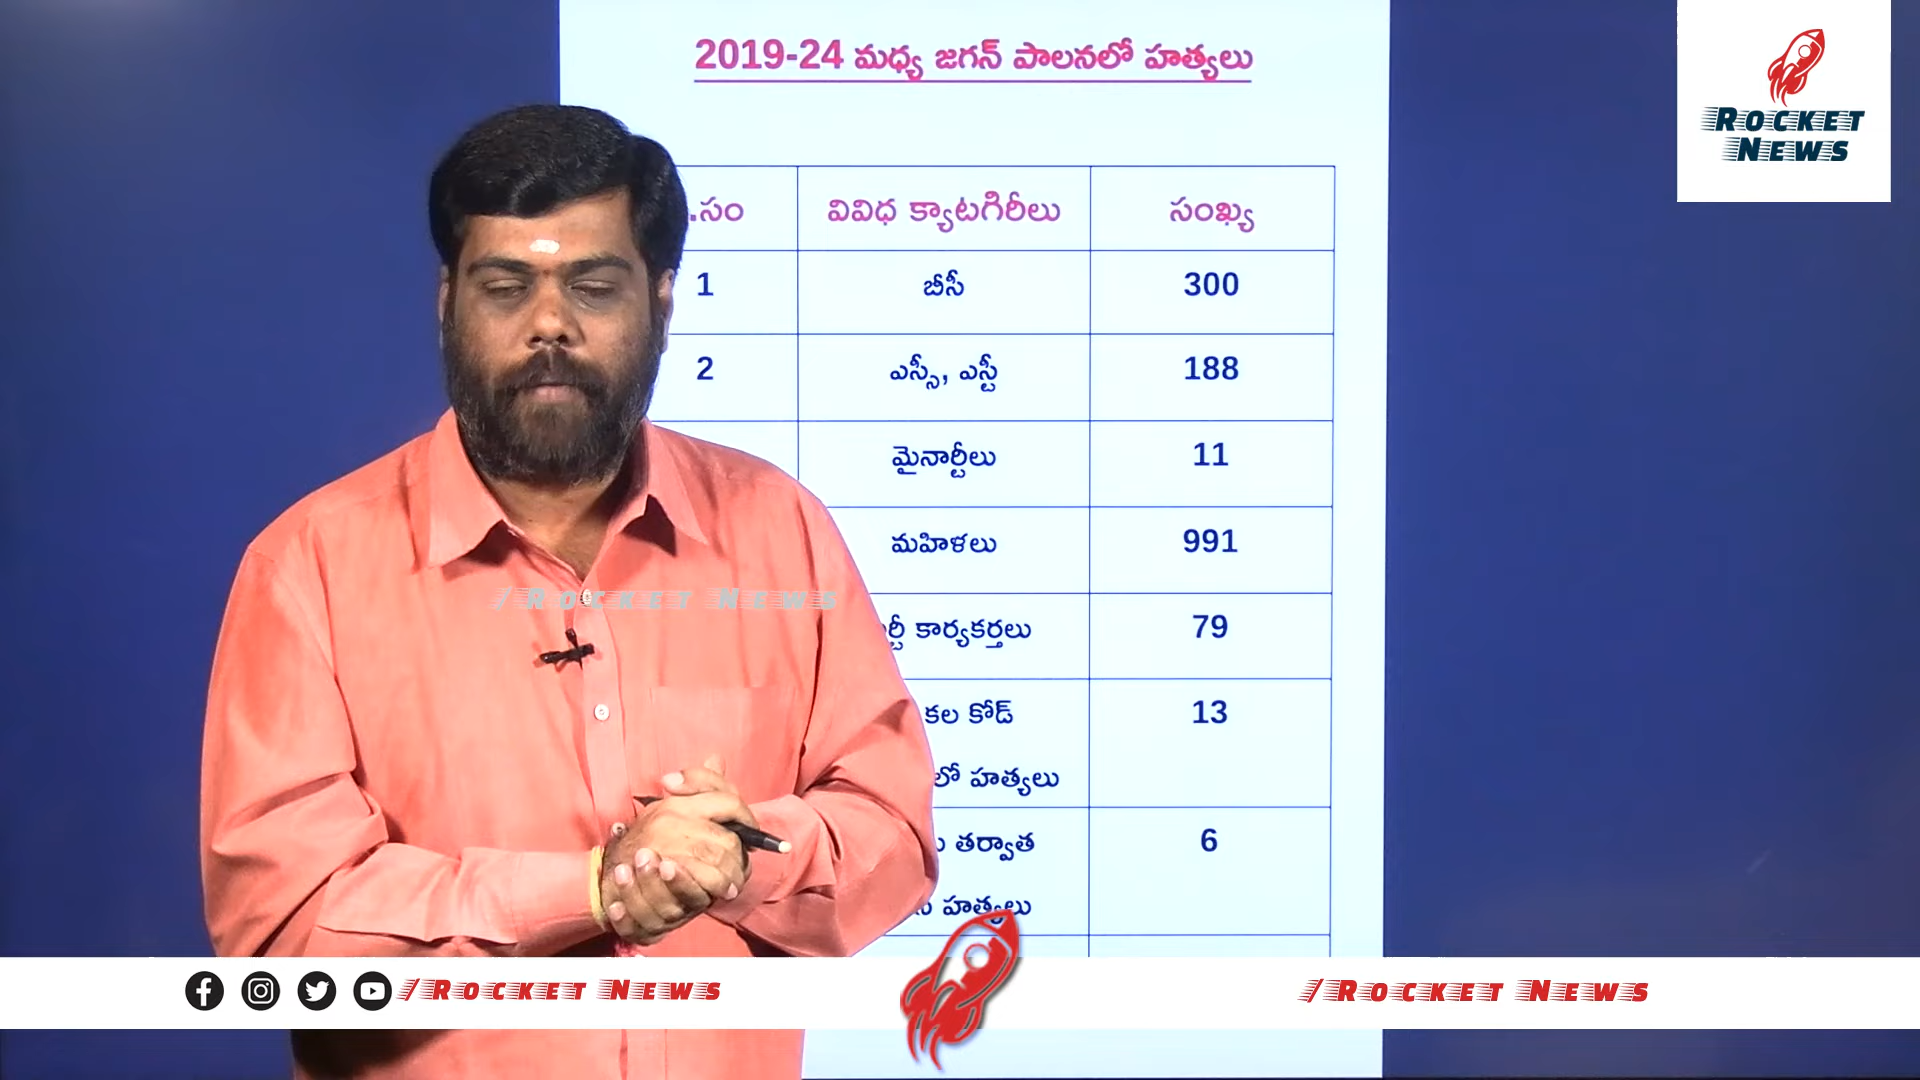 2019-24 మధ్య జగన్ పాలనలో హత్యలు
ROCKET
NEWS
.సం వివిధ క్యాటగిరీలు సంఖ్య
1 బీసీ 300
2 ఎస్సీ, ఎస్టీ 188
మైనార్టీలు 11
మహిళలు 991
/ROCKET NEWS
కార్యకర్తలు 79
కోడ్ 13
హత్యలు
తర్వాత 6
హత్యలు
/ROCKET NEWS
/ROCKET NEWS